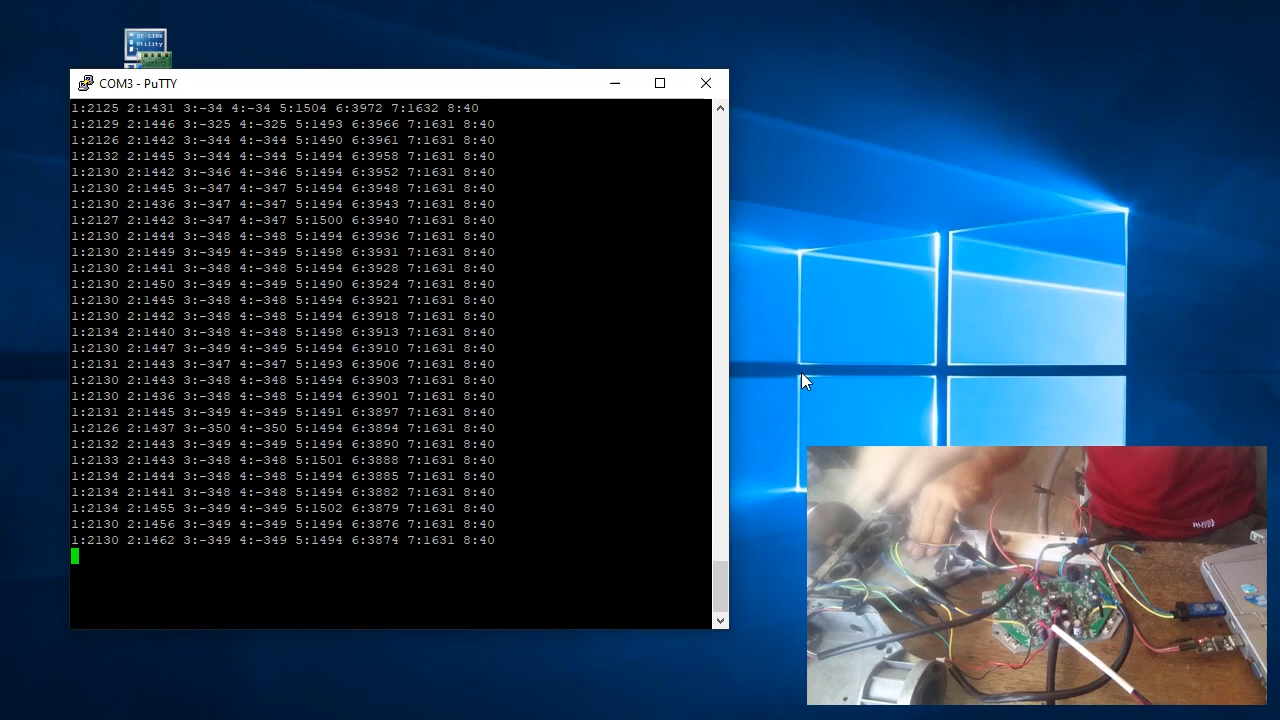 ST-LINK
Utility
COM3 - PuTTY
1:2125 2:1431 3:-34 4:-34 5:1504 6:3972 7:1632 8:40
1:2129 2:1446 3:-325 4:-325 5:1493 6:3966 7:1631 8:40
1:2126 2:1442 3:-344 4:-344 5:1490 6:3961 7:1631 8:40
1:2132 2:1445 3:-344 4:-344 5:1494 6:3958 7:1631 8:40
1:2130 2:1442 3:-346 4:-346 5:1494 6:3952 7:1631 8:40
1:2130 2:1445 3:-347 4:-347 5:1494 6:3948 7:1631 8:40
1:2130 2:1436 3:-347 4:-347 5:1494 6:3943 7:1631 8:40
1:2127 2:1442 3:-347 4:-347 5:1500 6:3940 7:1631 8:40
1:2130 2:1444 3:-348 4:-348 5:1494 6:3936 7:1631 8:40
1:2130 2:1449 3:-349 4:-349 5:1498 6:3931 7:1631 8:40
1:2130 2:1441 3:-348 4:-348 5:1494 6:3928 7:1631 8:40
1:2130 2:1450 3:-349 4:-349 5:1490 6:3924 7:1631 8:40
1:2130 2:1445 3:-348 4:-348 5:1494 6:3921 7:1631 8:40
1:2130 2:1442 3:-348 4:-348 5:1494 6:3918 7:1631 8:40
1:2134 2:1440 3:-348 4:-348 5:1498 6:3913 7:1631 8:40
1:2130 2:1447 3:-349 4:-349 5:1494 6:3910 7:1631 8:40
1:2131 2:1443 3:-347 4:-347 5:1493 6:3906 7:1631 8:40
1:2130 2:1443 3:-348 4:-348 5:1494 6:3903 7:1631 8:40
1:2130 2:1436 3:-348 4:-348 5:1494 6:3901 7:1631 8:40
1:2131 2:1445 3:-349 4:-349 5:1491 6:3897 7:1631 8:40
1:2126 2:1437 3:-350 4:-350 5:1494 6:3894 7:1631 8:40
1:2132 2:1443 3:-349 4:-349 5:1494 6:3890 7:1631 8:40
1:2133 2:1443 3:-348 4:-348 5:1501 6:3888 7:1631 8:40
1:2134 2:1444 3:-348 4:-348 5:1494 6:3885 7:1631 8:40
1:2134 2:1441 3:-348 4:-348 5:1494 6:3882 7:1631 8:40
1:2134 2:1455 3:-349 4:-349 5:1502 6:3879 7:1631 8:40
1:2130 2:1456 3:-349 4:-349 5:1494 6:3876 7:1631 8:40
1:2130 2:1462 3:-349 4:-349 5:1494 6:3874 7:1631 8:40